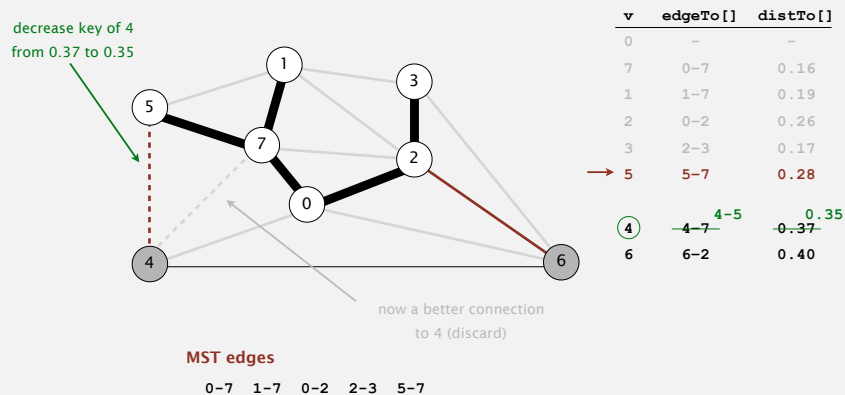 decrease key of 4
from 0.37 to 0.35
v edgeTo[] distTo[]
0 – –
7 0–7 0.16
1 1–7 0.19
2 0–2 0.26
3 2–3 0.17
5 5–7 0.28
4-5 0.35
4 4–7 0.37
6 6–2 0.40
1
3
5
7
2
0
4
6
now a better connection
to 4 (discard)
MST edges
0–7 1–7 0–2 2–3 5–7